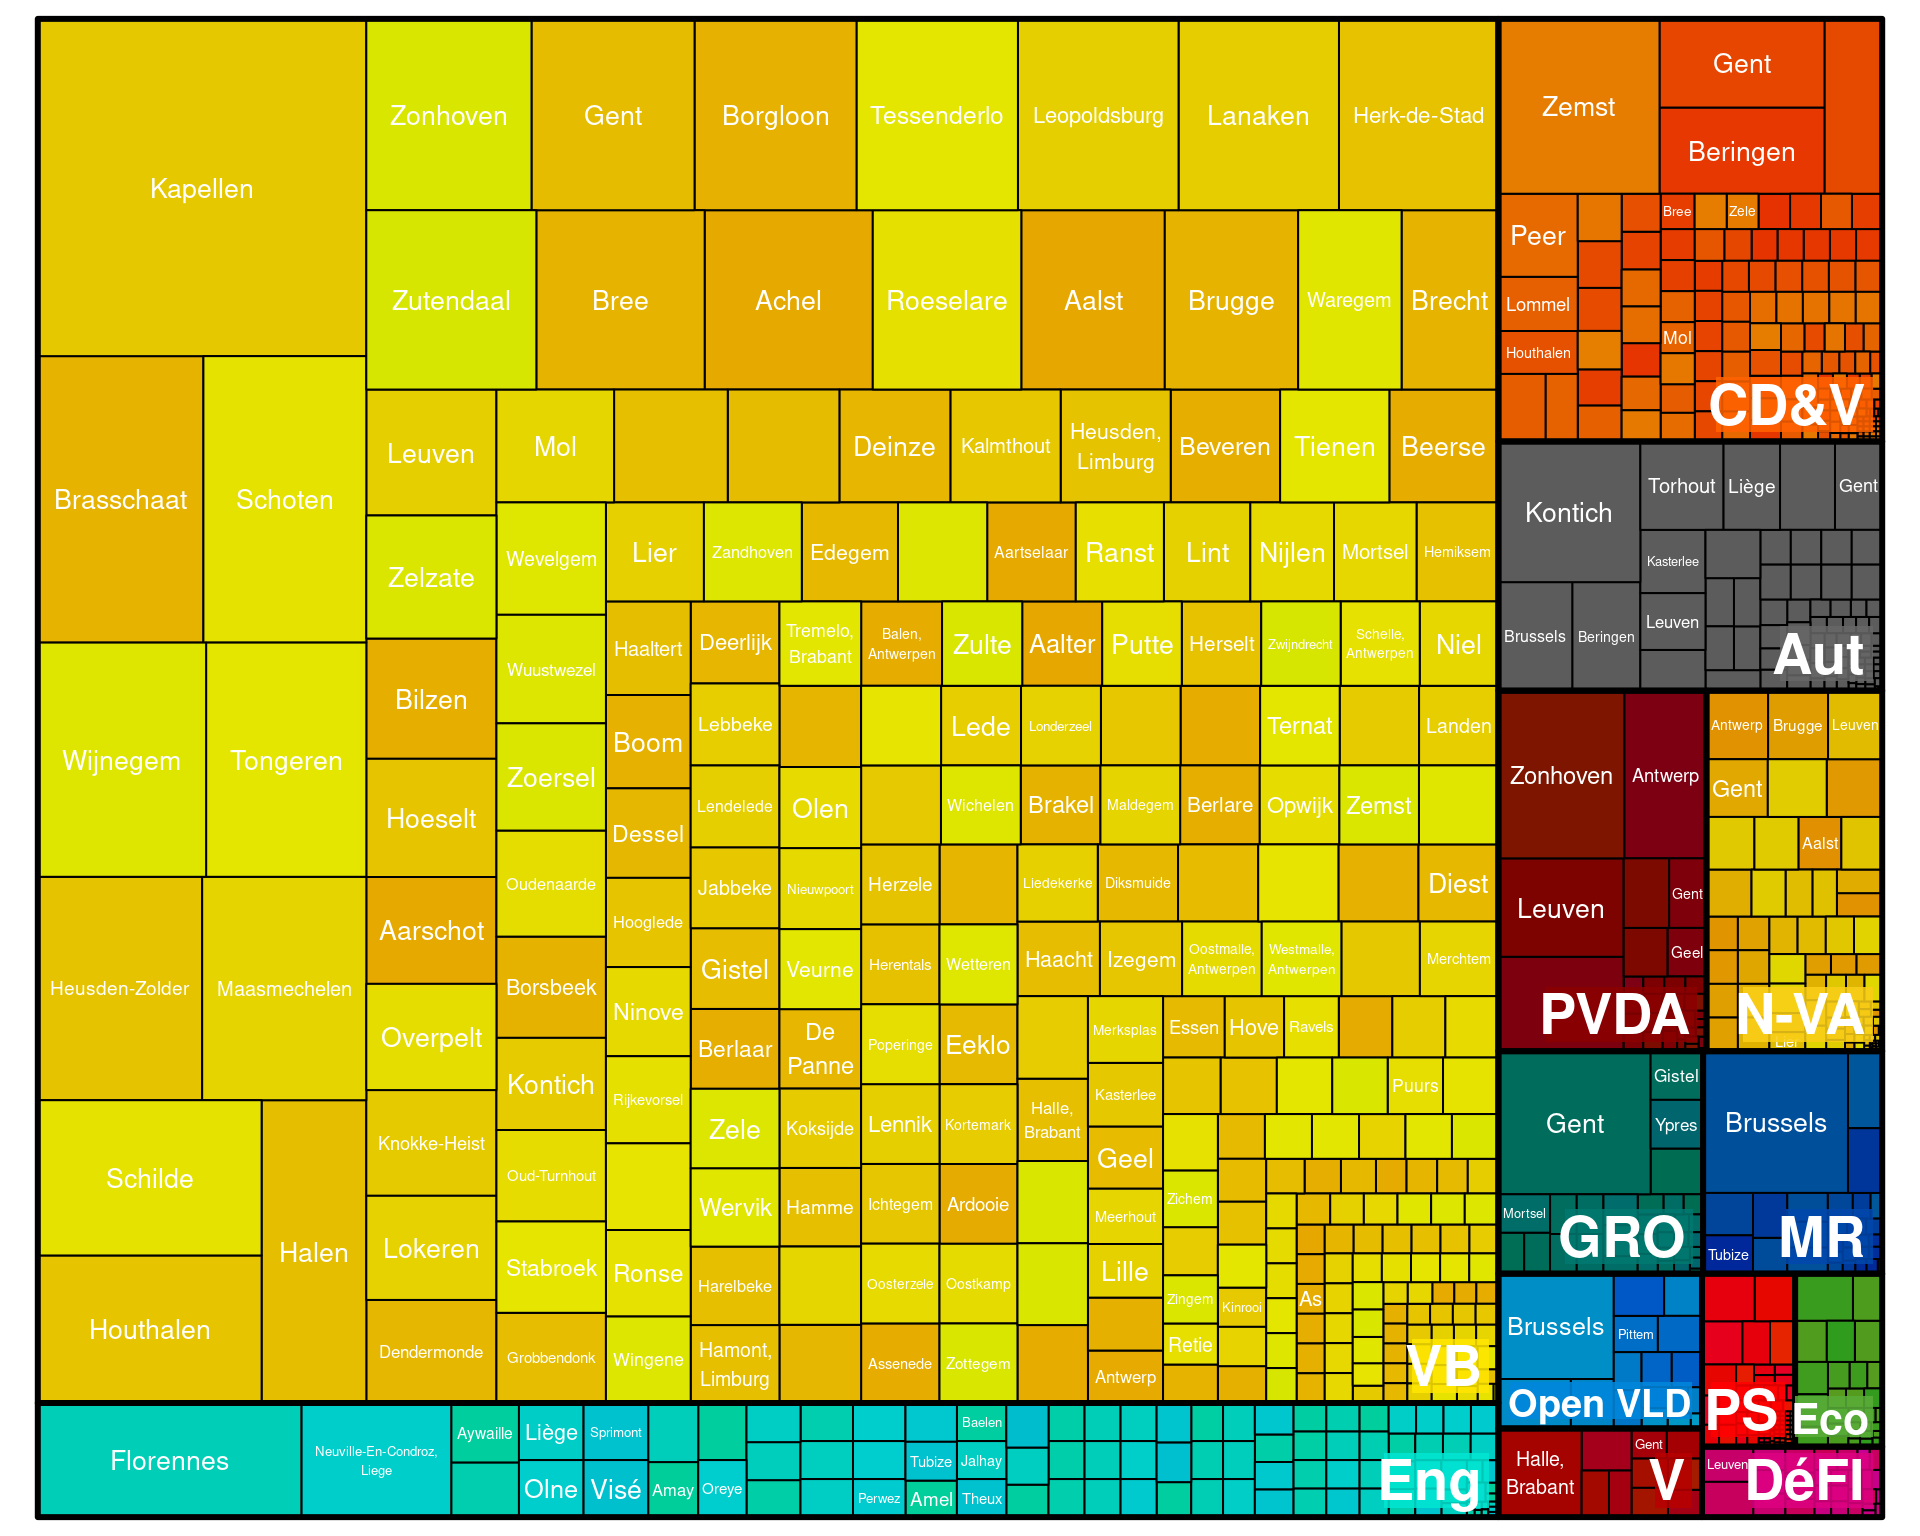 Kapellen
Zonhoven
Gent
Borgloon
Tessenderlo
Leopoldsburg
Lanaken
Herk-de-Stad
Zutendaal
Bree
Achel
Roeselare
Aalst
Brugge
Waregem
Brecht
Brasschaat
Schoten
Wijnegem
Tongeren
Heusden-Zolder
Maasmechelen
Schilde
Halen
Houthalen
Leuven
Mol
Deinze
Kalmthout
Heusden,
Limburg
Beveren
Tienen
Beerse
Zelzate
Wevelgem
Lier
Zandhoven
Edegem
Aartselaar
Ranst
Lint
Nijlen
Mortsel
Hemiksem
Bilzen
Wuustwezel
Haaltert
Deerlijk
Tremelo,
Brabant
Balen,
Antwerpen
Zulte
Aalter
Putte
Herselt
Zwijndrecht
Schelle,
Antwerpen
Niel
Hoeselt
Zoersel
Boom
Lebbeke
Lede
Londerzeel
Ternat
Landen
Dessel
Lendelede
Olen
Wichelen
Brakel
Maldegem
Berlare
Opwijk
Zemst
Aarschot
Oudenaarde
Hooglede
Jabbeke
Nieuwpoort
Herzele
Liedekerke
Diksmuide
Diest
Overpelt
Borsbeek
Ninove
Gistel
Veurne
Herentals
Wetteren
Haacht
Izegem
Oostmalle,
Antwerpen
Westmalle,
Antwerpen
Merchtem
Kontich
Berlaar
De
Panne
Poperinge
Eeklo
Merksplas
Essen
Hove
Ravels
Knokke-Heist
Oud-Turnhout
Rijkevorsel
Zele
Koksijde
Lennik
Kortemark
Halle,
Brabant
Kasterlee
Puurs
Geel
Lokeren
Stabroek
Ronse
Wervik
Hamme
Ichtegem
Ardooie
Meerhout
Zichem
Dendermonde
Grobbendonk
Wingene
Harelbeke
Oosterzele
Oostkamp
Lille
Zingem
Kinrooi
As
Hamont,
Limburg
Assenede
Zottegem
Antwerp
Retie
VB
Florennes
Neuville-En-Condroz,
Liege
Aywaille
Liège
Sprimont
Olne
Visé
Amay
Oreye
Baelen
Tubize
Jalhay
Perwez
Amel
Theux
Eng
Zemst
Gent
Beringen
Peer
Bree
Zele
Lommel
Houthalen
Mol
CD&V
Kontich
Torhout
Liège
Gent
Kasterlee
Brussels
Beringen
Leuven
Aut
Zonhoven
Antwerp
Leuven
Gent
Geel
PVDA
Antwerp
Brugge
Leuven
Gent
Aalst
Lier
N-VA
Gent
Gistel
Ypres
Mortsel
GRO
Brussels
Tubize
MR
Brussels
Pittem
Open VLD
PS
Eco
Halle,
Brabant
Gent
V
Leuven
DéFI